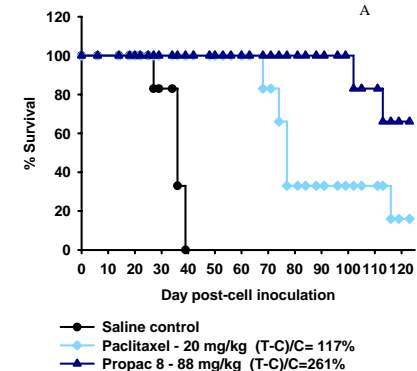 A
120
100
80
60
40
20
0
% Survival
0 10 20 30 40 50 60 70 80 90 100 110 120
Day post-cell inoculation
Saline control
Paclitaxel - 20 mg/kg (T-C)/C= 117%
Propac 8 - 88 mg/kg (T-C)/C=261%